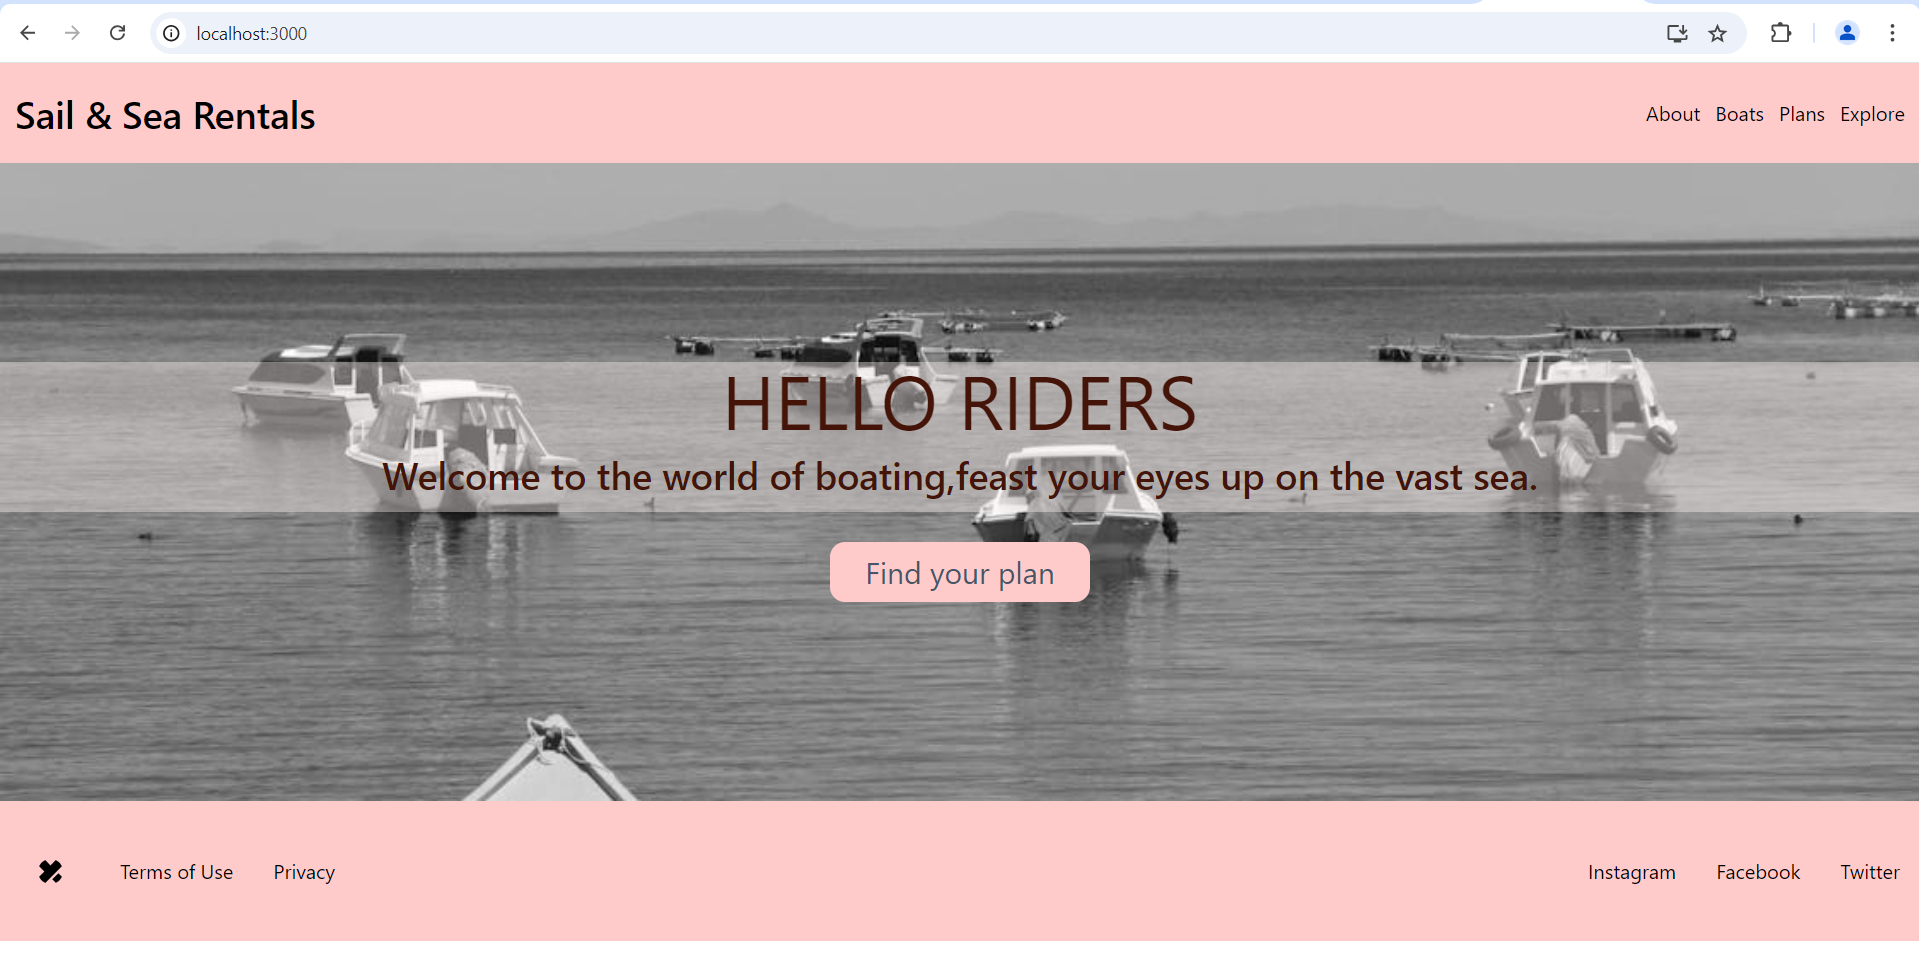 localhost:3000
Sail & Sea Rentals
About Boats Plans Explore
HELLO RIDERS
Welcome to the world of boating,feast your eyes up on the vast sea.
Find your plan
Terms of Use Privacy Instagram Facebook Twitter